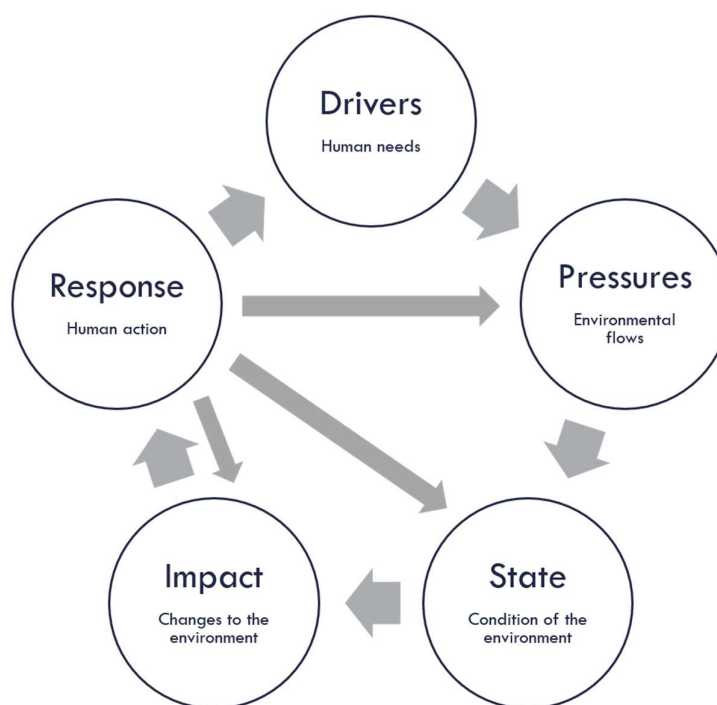 Drivers
Human needs
Response
Human action
Pressures
Environmental
flows
Impact
Changes to the
environment
State
Condition of the
environment